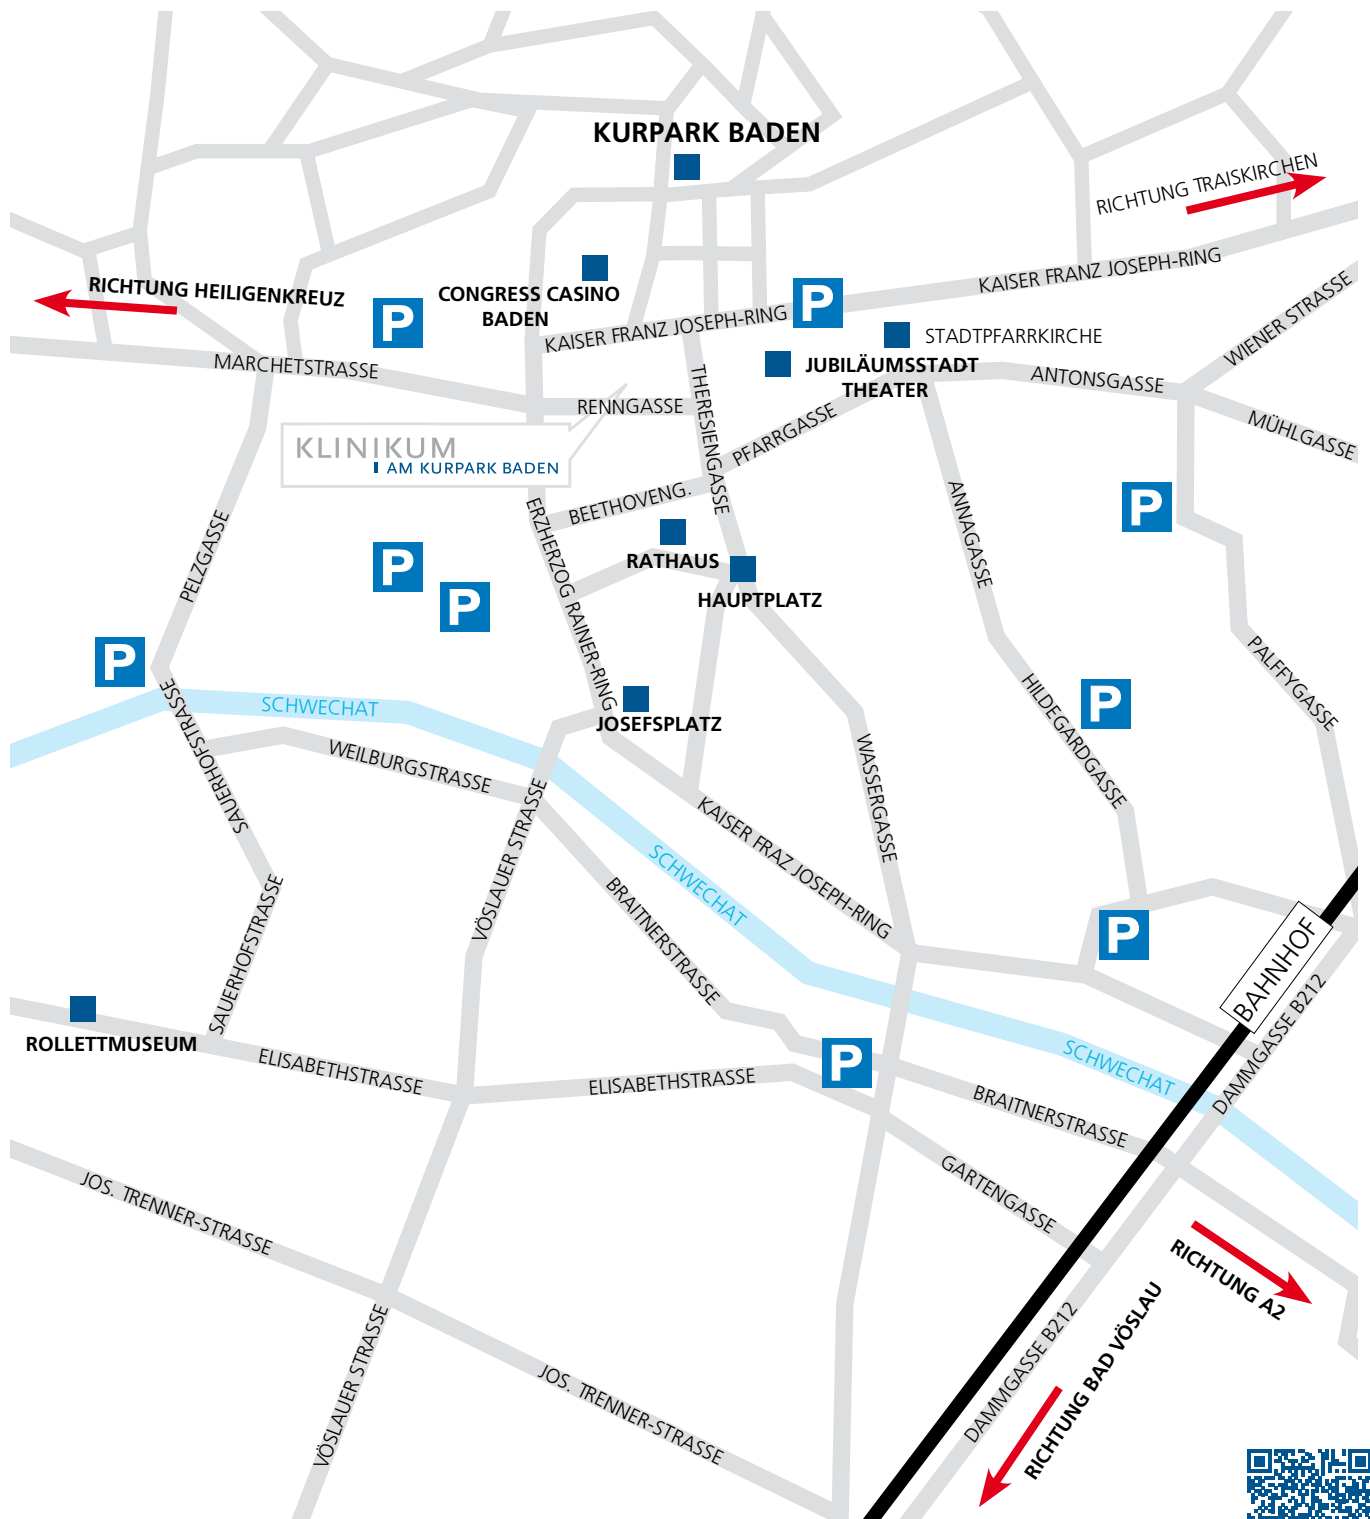 KURPARK BADEN
RICHTUNG TRAISKIRCHEN
KAISER FRANZ JOSEPH-RING
RICHTUNG HEILIGENKREUZ
CONGRESS CASINO
BADEN
P
P
KAISER FRANZ JOSEPH-RING
STADTPFARRKIRCHE
WIENER STRASSE
JUBILÄUMSSTADT
THEATER
MARCHETSTRASSE
ANTONSGASSE
RENNGASSE
THERESIENGASSE
PFARRGASSE
MÜHLGASSE
KLINIKUM
AM KURPARK BADEN
BEETHOVENG.
ANNAGASSE
P
PELZGASSE
ERZHERZOG RAINER-RING
RATHAUS
P
P
HAUPTPLATZ
P
SCHWECHAT
JOSEFSPLATZ
HILDEGARDGASSE
P
PALFFYGASSE
SAUERHOFSTRASSE
WEILBURGSTRASSE
WASSERGASSE
VÖSLAUER STRASSE
KAISER FRAZ JOSEPH-RING
SCHWECHAT
BRAITNERSTRASSE
P
BAHNHOF
SAUERHOFSTRASSE
ROLLETTMUSEUM
DAMMGASSE B212
ELISABETHSTRASSE
ELISABETHSTRASSE
P
SCHWECHAT
BRAITNERSTRASSE
GARTENGASSE
JOS. TRENNER-STRASSE
RICHTUNG A2
VÖSLAUER STRASSE
DAMMGASSE B212
RICHTUNG BAD VÖSLAU
JOS. TRENNER-STRASSE